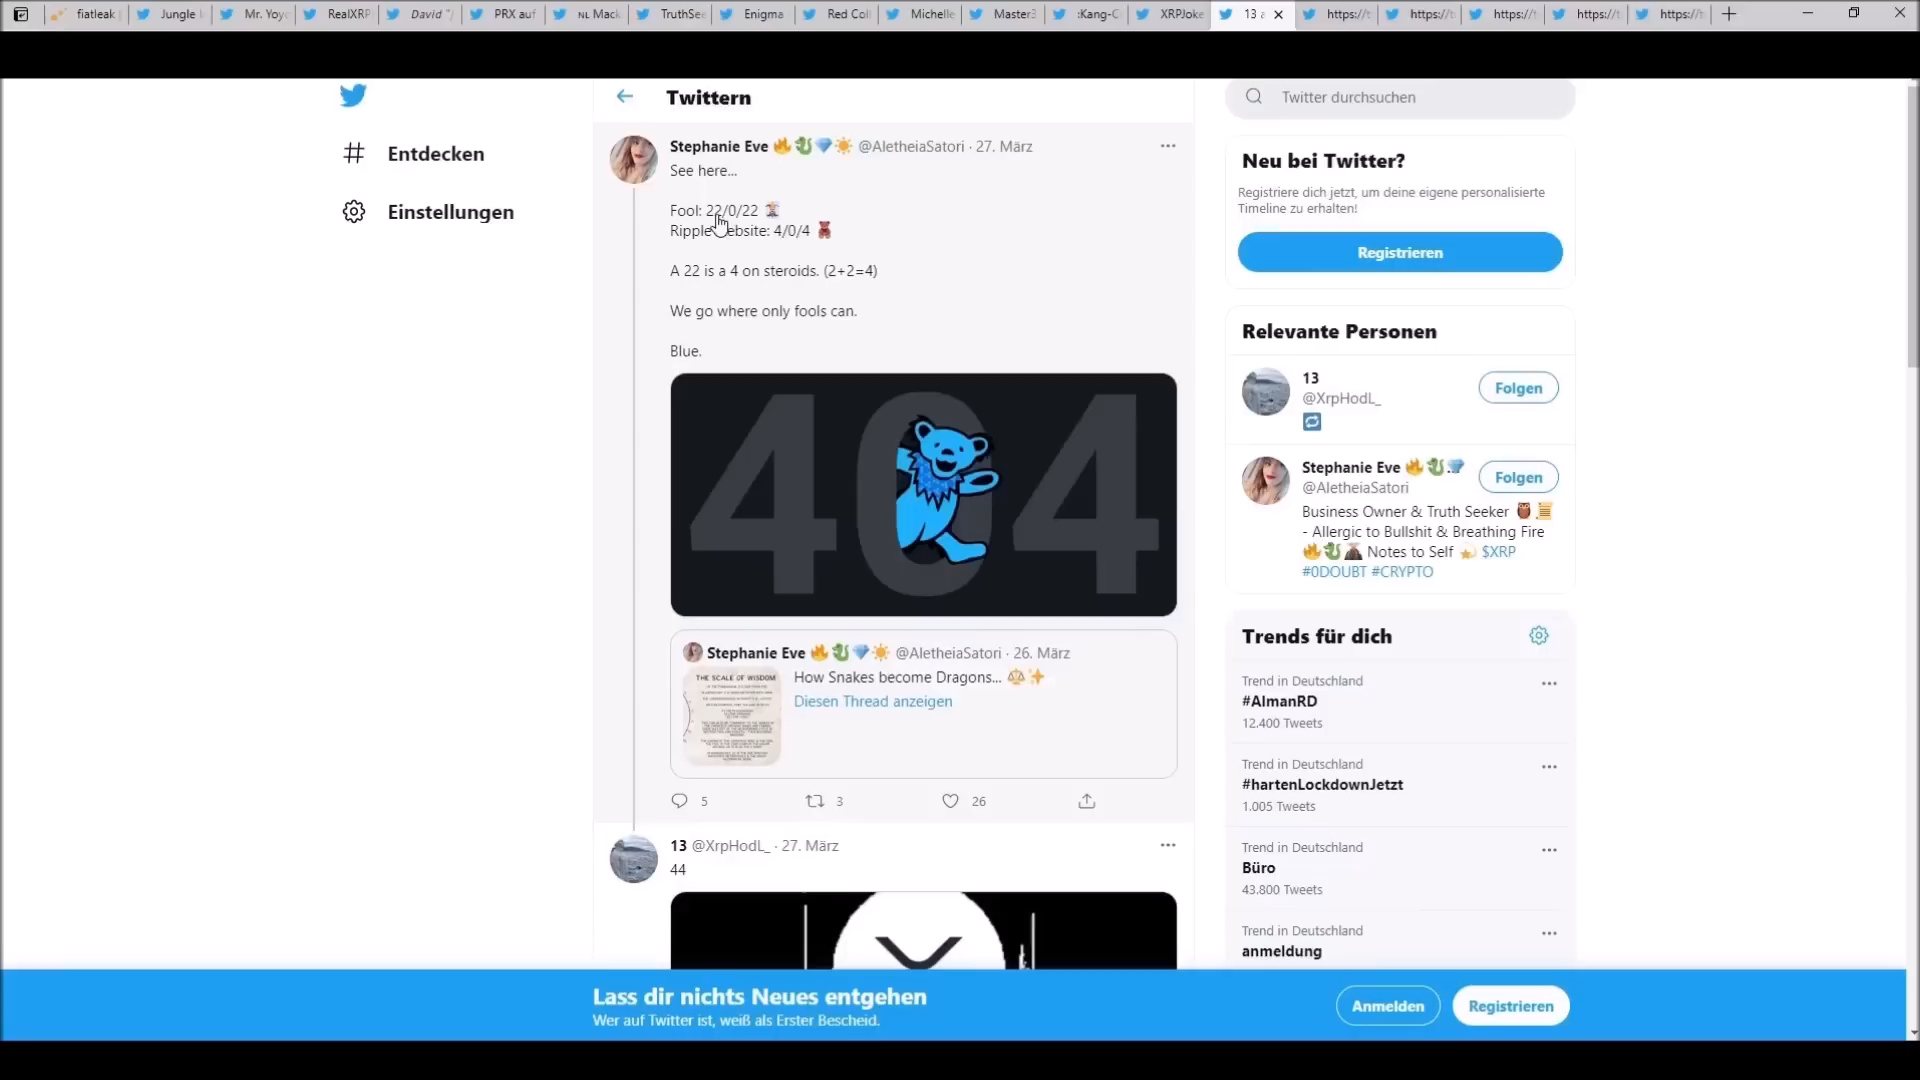 fiatleak
Jungle
Mr. Yoyo
RealXRP
David "
PRX auf
NL Mack
TruthSee
Enigma
Red Col
Michelle
Master
:Kang-C
XRPJoke
13
https://t
https://t
https://t
https://t
https://t
Twittern
Twitter durchsuchen
Entdecken
Einstellungen
Stephanie Eve 🔥🐉💎☀️ @AletheiaSatori · 27. März
See here...
Fool: 22/0/22 🃏
Ripple ebsite: 4/0/4 🧸
A 22 is a 4 on steroids. (2+2=4)
We go where only fools can.
Blue.
404
Stephanie Eve 🔥🐉💎☀️ @AletheiaSatori · 26. März
THE SCALE OF WISDOM
How Snakes become Dragons... ⚖️✨
Diesen Thread anzeigen
5
3
26
13 @XrpHodL_ · 27. März
44
Neu bei Twitter?
Registriere dich jetzt, um deine eigene personalisierte
Timeline zu erhalten!
Registrieren
Relevante Personen
13
@XrpHodL_
🔁
Folgen
Stephanie Eve 🔥🐉💎
@AletheiaSatori
Folgen
Business Owner & Truth Seeker 🦉📜
- Allergic to Bullshit & Breathing Fire
🔥🐉🌋 Notes to Self 💫 $XRP
#0DOUBT #CRYPTO
Trends für dich
Trend in Deutschland
#AlmanRD
12.400 Tweets
Trend in Deutschland
#hartenLockdownJetzt
1.005 Tweets
Trend in Deutschland
Büro
43.800 Tweets
Trend in Deutschland
anmeldung
Lass dir nichts Neues entgehen
Wer auf Twitter ist, weiß als Erster Bescheid.
Anmelden
Registrieren